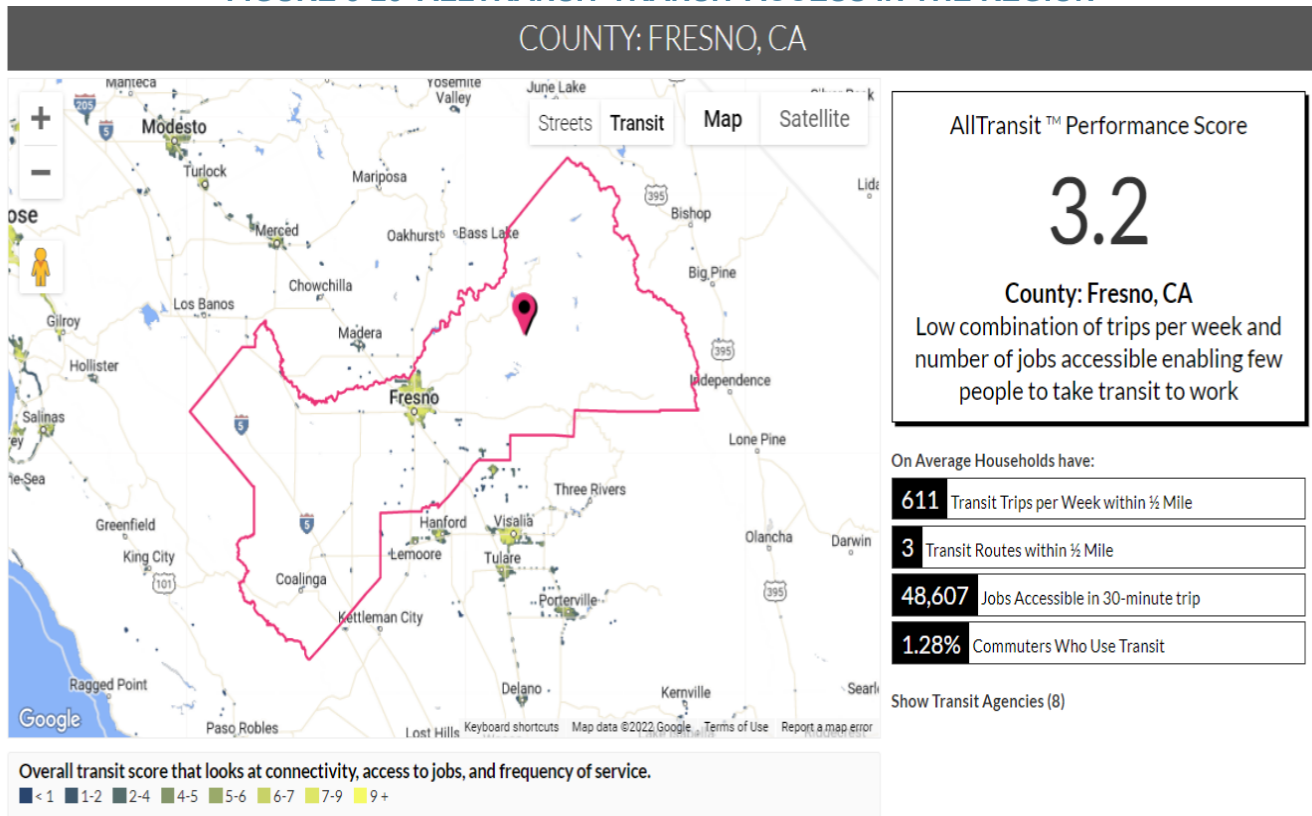 COUNTY: FRESNO, CA
Manteca
Yosemite
Valley
June Lake
205
5
Modesto
Streets Transit
Map Satellite
Turlock
Mariposa
395
Bishop
Merced
Oakhurst
Bass Lake
Big Pine
Chowchilla
Los Banos
Gilroy
Madera
395
Hollister
Independence
Fresno
Salinas
5
Lone Pine
Three Rivers
Greenfield
5
Hanford
Visalia
Olancha
Darwin
King City
Lemoore
Tulare
101
Coalinga
395
Porterville
Kettleman City
Ragged Point
Delano
Kernville
Google
Paso Robles
Lost Hills
Keyboard shortcuts Map data ©2022 Google Terms of Use Report a map error
Overall transit score that looks at connectivity, access to jobs, and frequency of service.
< 1 1-2 2-4 4-5 5-6 6-7 7-9 9 +
AllTransit ™ Performance Score
3.2
County: Fresno, CA
Low combination of trips per week and
number of jobs accessible enabling few
people to take transit to work
On Average Households have:
611 Transit Trips per Week within ½ Mile
3 Transit Routes within ½ Mile
48,607 Jobs Accessible in 30-minute trip
1.28% Commuters Who Use Transit
Show Transit Agencies (8)